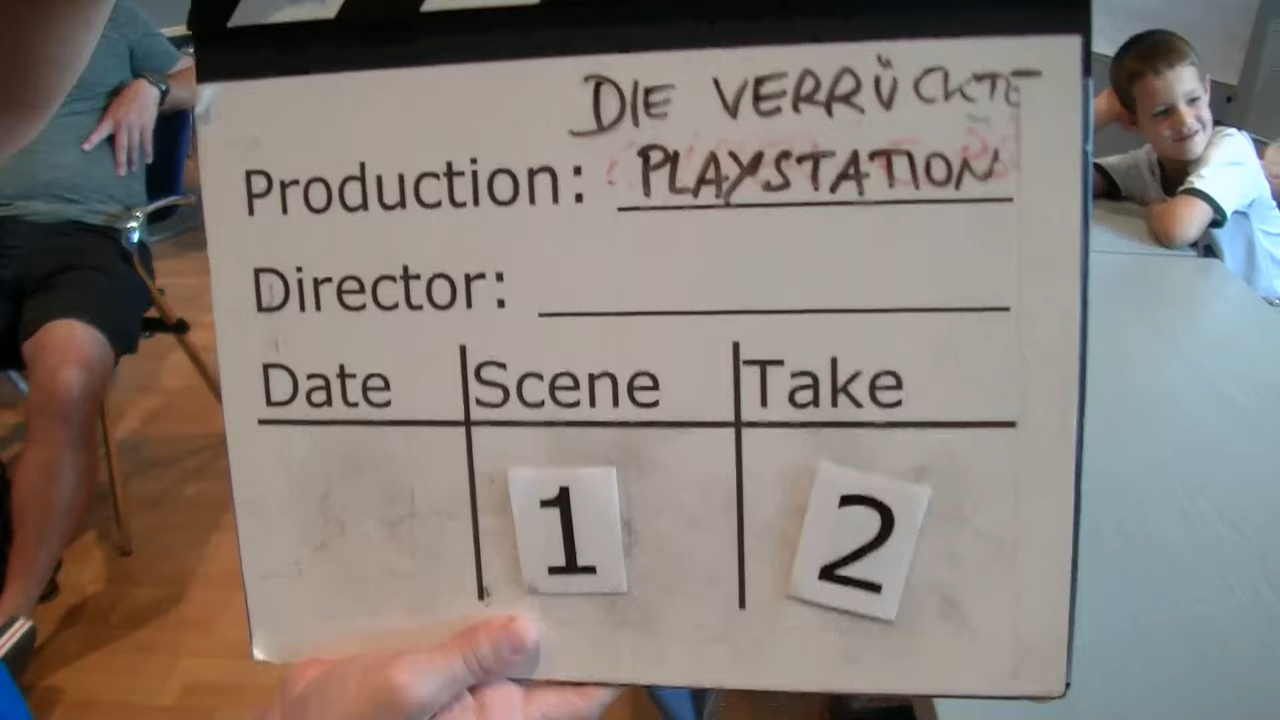 DIE VERRÜCKTE
Production: PLAYSTATION
Director:
Date Scene Take
1 2